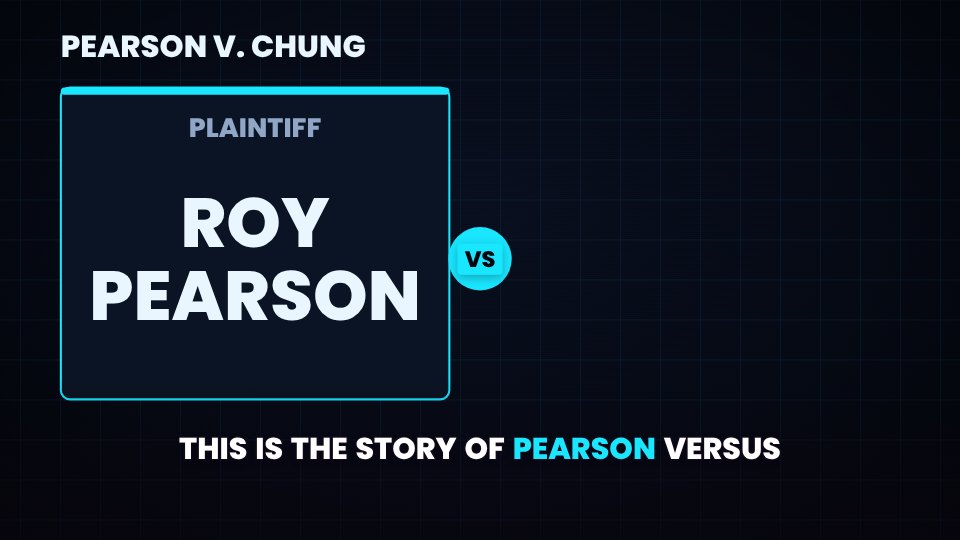 PEARSON V. CHUNG
PLAINTIFF
ROY
PEARSON
VS
THIS IS THE STORY OF PEARSON VERSUS